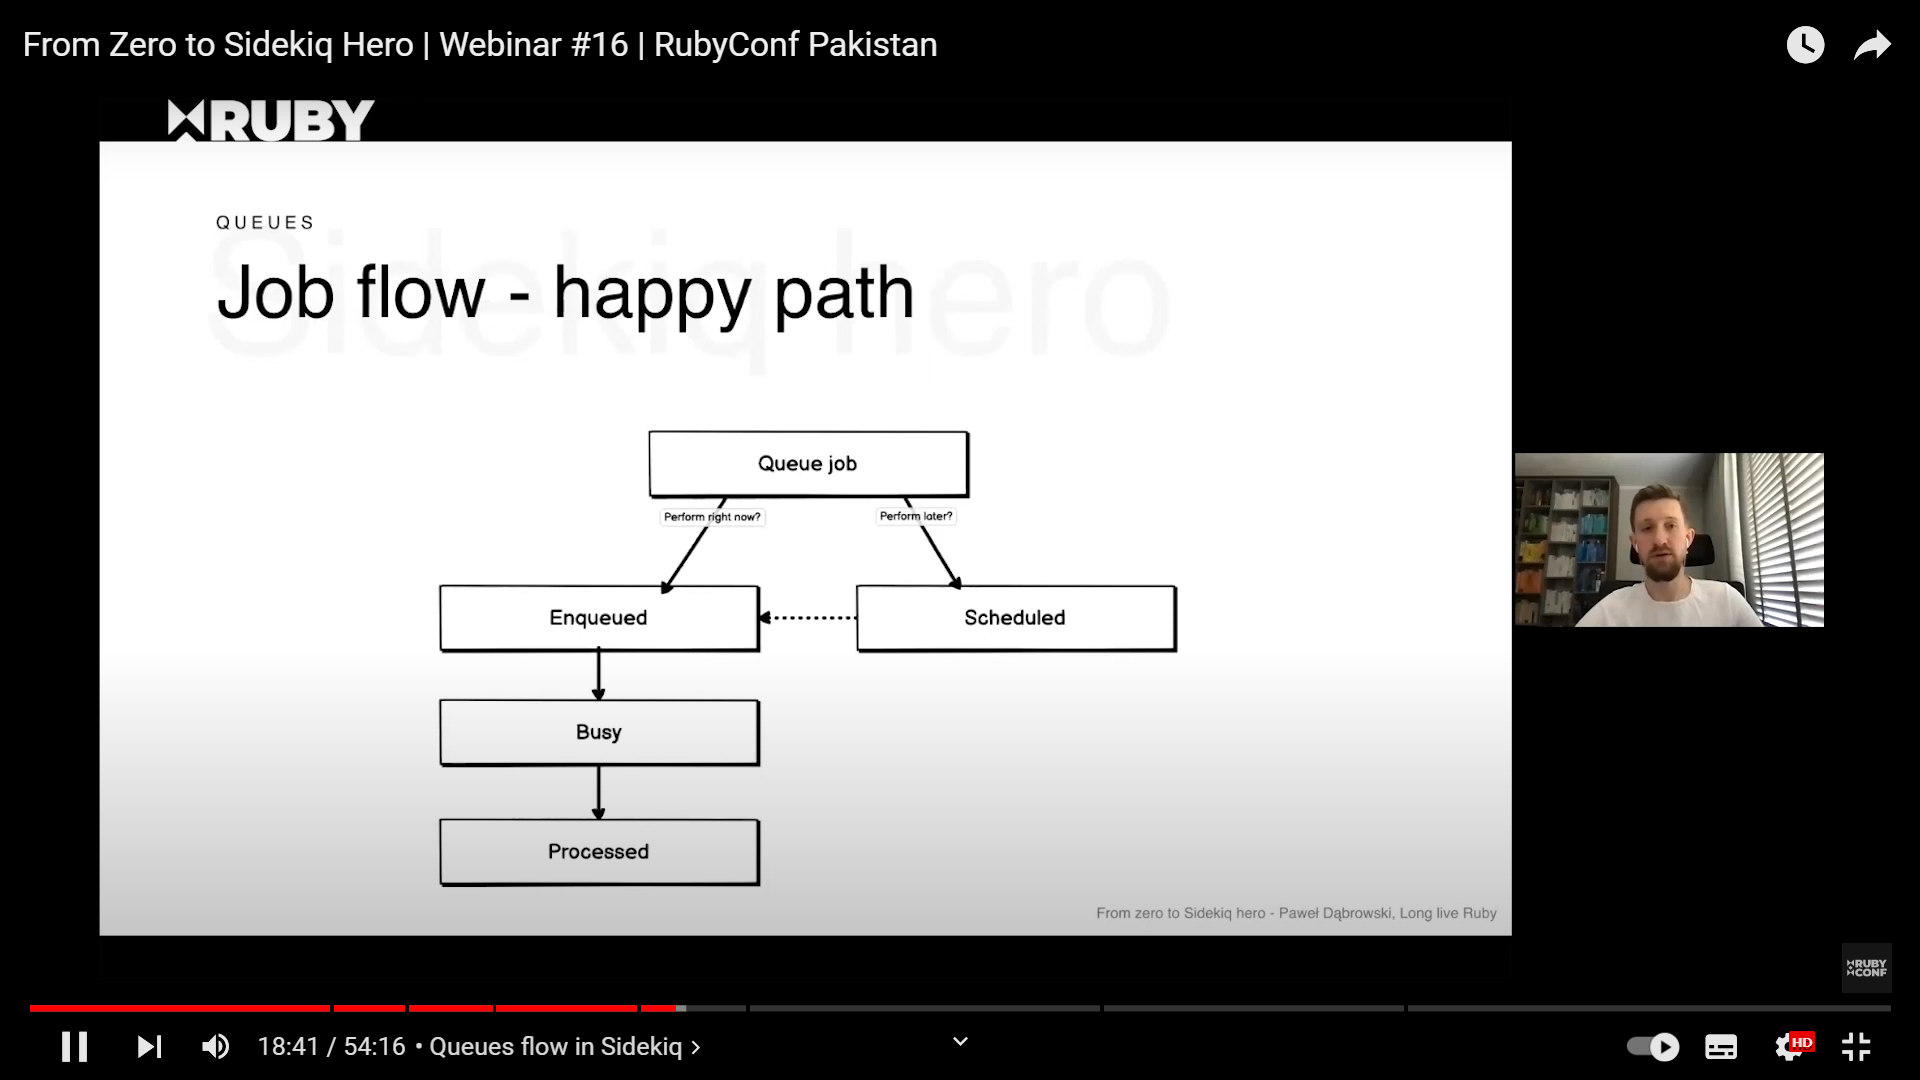 From Zero to Sidekiq Hero | Webinar #16 | RubyConf Pakistan
RUBY
QUEUES
Sidekiq hero
Job flow - happy path
Queue job
Perform right now?
Perform later?
Enqueued
Scheduled
Busy
Processed
From zero to Sidekiq hero - Paweł Dąbrowski, Long live Ruby
RUBY
CONF
18:41 / 54:16 • Queues flow in Sidekiq
HD